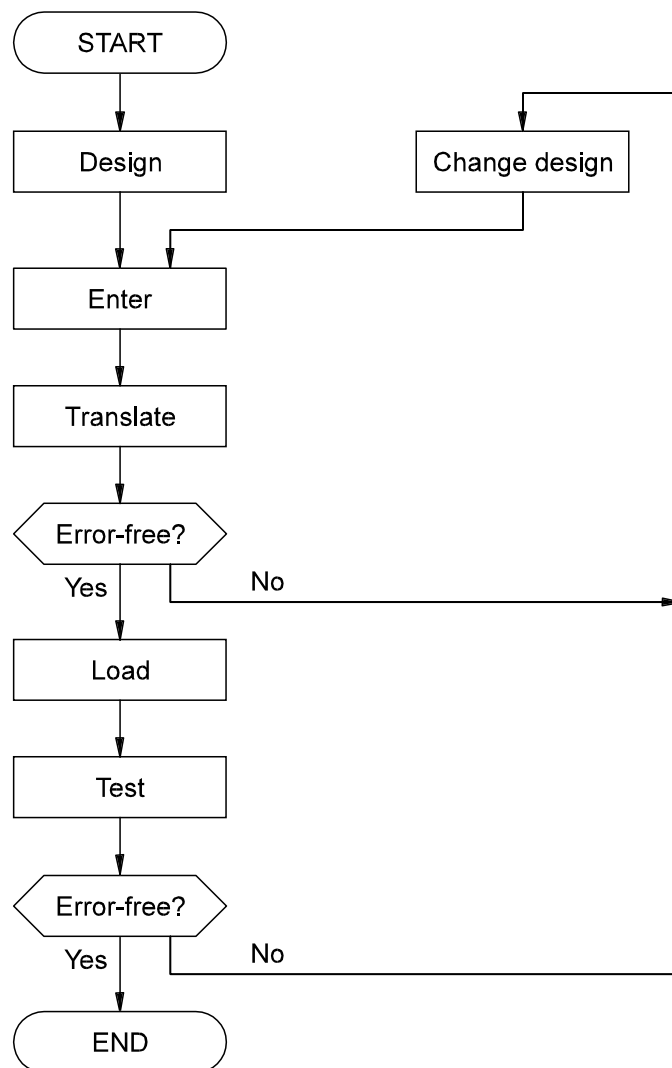 START
Design
Change design
Enter
Translate
Error-free?
Yes
No
Load
Test
Error-free?
Yes
No
END